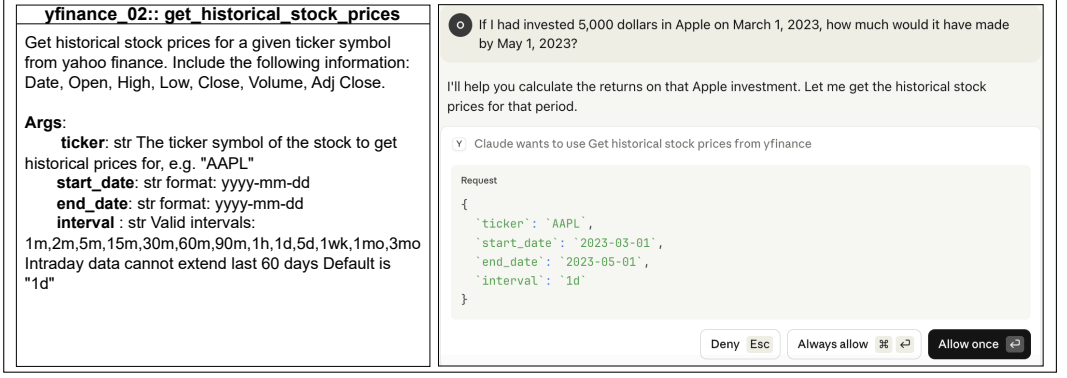 yfinance_02:: get_historical_stock_prices
Get historical stock prices for a given ticker symbol
from yahoo finance. Include the following information:
Date, Open, High, Low, Close, Volume, Adj Close.
Args:
ticker: str The ticker symbol of the stock to get
historical prices for, e.g. "AAPL"
start_date: str format: yyyy-mm-dd
end_date: str format: yyyy-mm-dd
interval : str Valid intervals:
1m,2m,5m,15m,30m,60m,90m,1h,1d,5d,1wk,1mo,3mo
Intraday data cannot extend last 60 days Default is
"1d"
O If I had invested 5,000 dollars in Apple on March 1, 2023, how much would it have made
by May 1, 2023?
I'll help you calculate the returns on that Apple investment. Let me get the historical stock
prices for that period.
Y Claude wants to use Get historical stock prices from yfinance
Request
{
`ticker`: `AAPL`,
`start_date`: `2023-03-01`,
`end_date`: `2023-05-01`,
`interval`: `1d`
}
Deny Esc Always allow ⌘ ↵ Allow once ↵